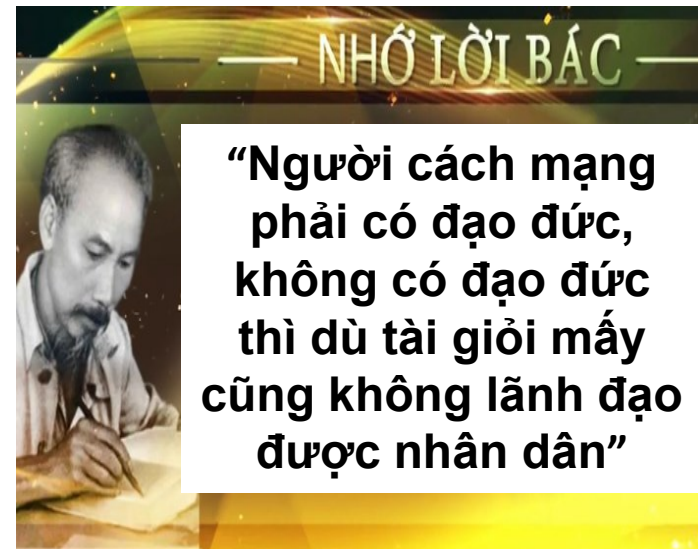 NHỚ LỜI BÁC
“Người cách mạng
phải có đạo đức,
không có đạo đức
thì dù tài giỏi mấy
cũng không lãnh đạo
được nhân dân”